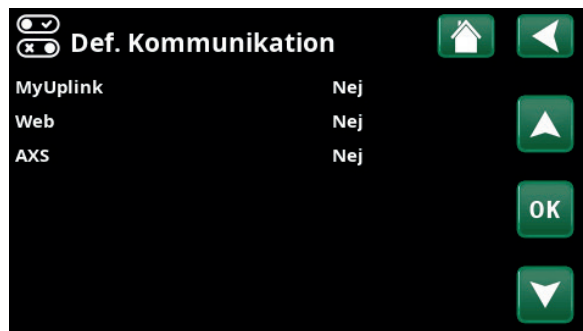 Def. Kommunikation
MyUplink Nej
Web Nej
AXS Nej
OK